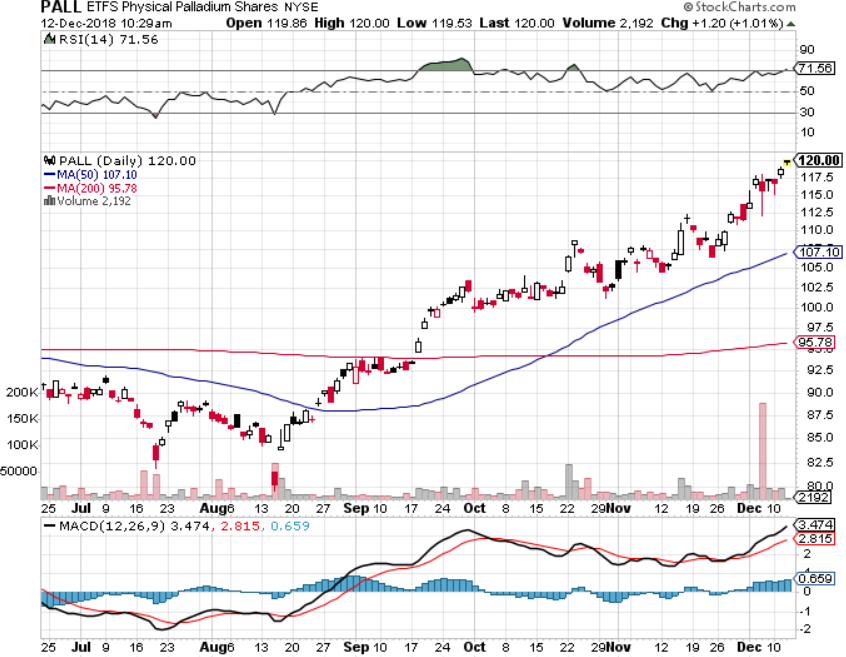 PALL ETFS Physical Palladium Shares NYSE © StockCharts.com
12-Dec-2018 10:29am Open 119.86 High 120.00 Low 119.53 Last 120.00 Volume 2,192 Chg +1.20 (+1.01%)
RSI(14) 71.56
90
71.56
50
30
10
PALL (Daily) 120.00
MA(50) 107.10
MA(200) 95.78
Volume 2,192
120.00
117.5
115.0
112.5
110.0
107.10
105.0
102.5
100.0
97.5
95.78
92.5
200K 90.0
150K 87.5
100K 85.0
50000 82.5
80.0
2192
25 Jul 9 16 23 Aug 6 13 20 27 Sep 10 17 24 Oct 8 15 22 29 Nov 12 19 26 Dec 10
MACD(12,26,9) 3.474, 2.815, 0.659
3.474
2.815
2
1
0.659
0
-1
-2
25 Jul 9 16 23 Aug 6 13 20 27 Sep 10 17 24 Oct 8 15 22 29 Nov 12 19 26 Dec 10